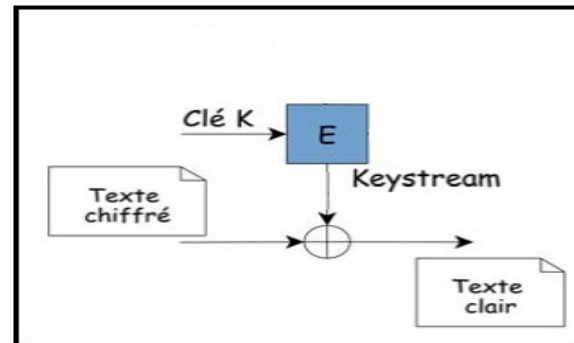 Clé K
E
Keystream
Texte
chiffré
Texte
clair